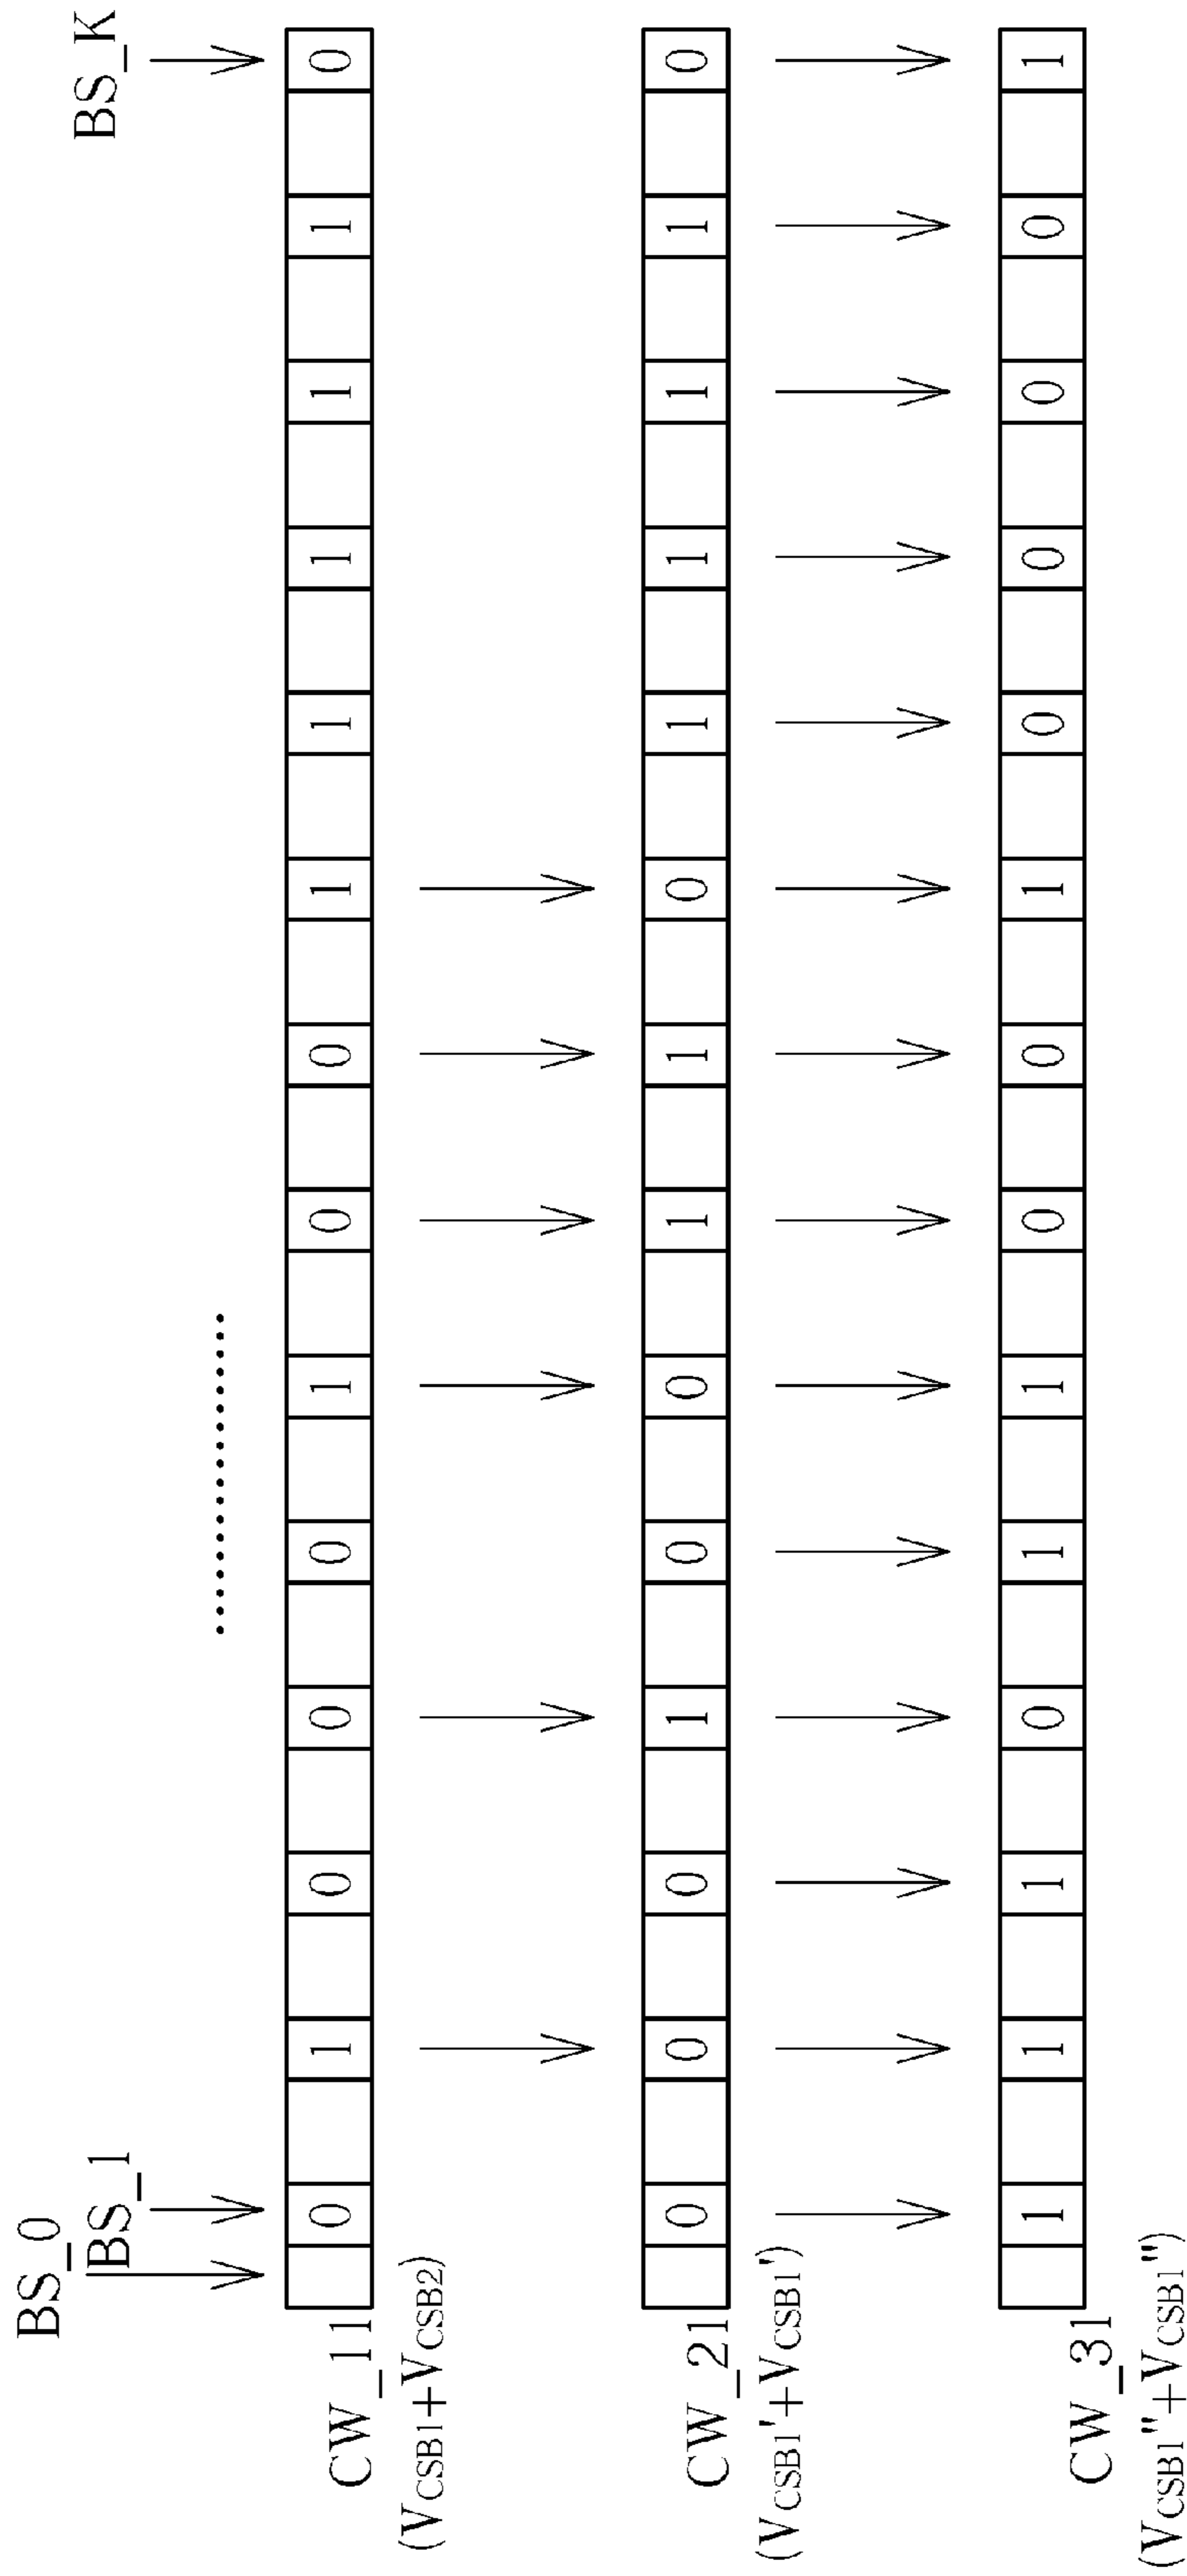 BS_0
BS_1
BS_K
CW_11 0 1 0 0 0 1 0 0 1 1 1 1 1 0
(VCSB1+VCSB2)
CW_21 0 0 0 1 0 0 1 1 0 1 1 1 1 0
(VCSB1'+VCSB1')
CW_31 1 1 1 0 1 1 0 0 1 0 0 0 0 1
(VCSB1"+VCSB1")